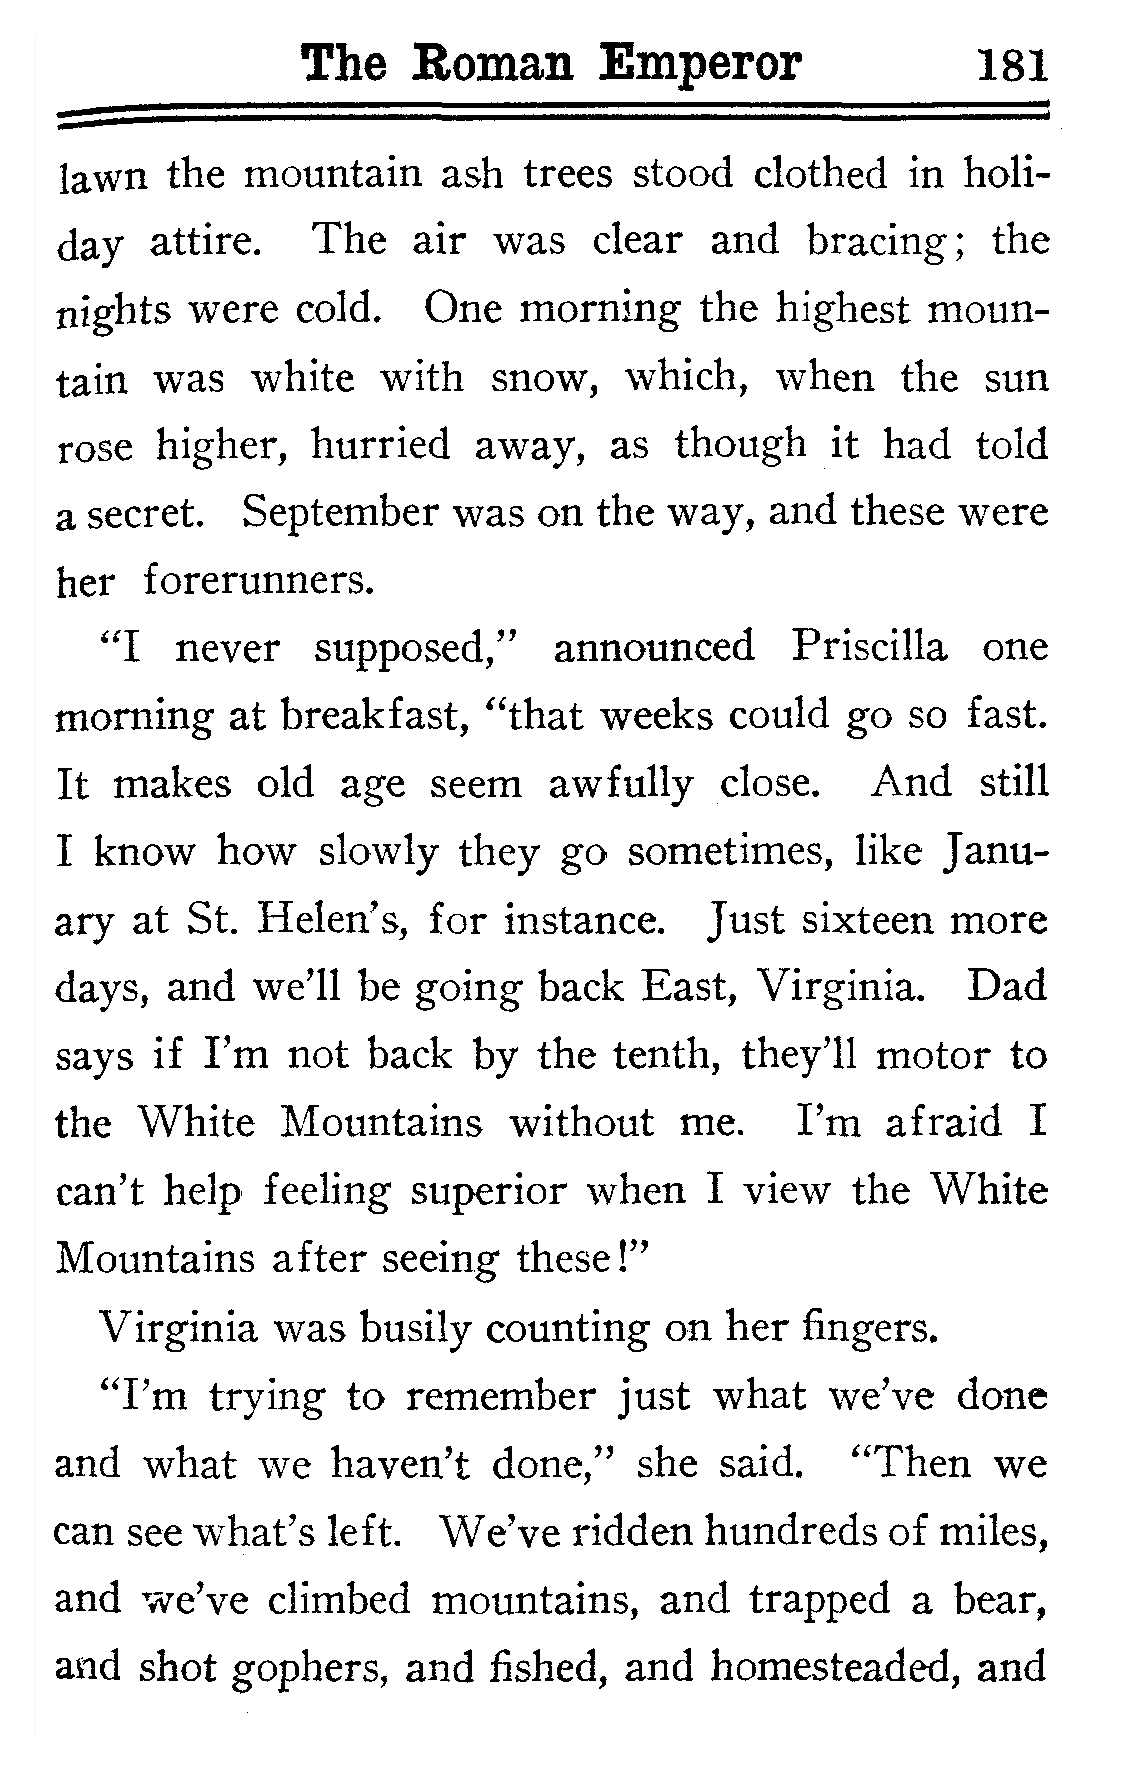 The Roman Emperor 181
lawn the mountain ash trees stood clothed in holi-
day attire. The air was clear and bracing; the
nights were cold. One morning the highest moun-
tain was white with snow, which, when the sun
rose higher, hurried away, as though it had told
a secret. September was on the way, and these were
her forerunners.
“I never supposed,” announced Priscilla one
morning at breakfast, “that weeks could go so fast.
It makes old age seem awfully close. And still
I know how slowly they go sometimes, like Janu-
ary at St. Helen’s, for instance. Just sixteen more
days, and we’ll be going back East, Virginia. Dad
says if I’m not back by the tenth, they’ll motor to
the White Mountains without me. I’m afraid I
can’t help feeling superior when I view the White
Mountains after seeing these!”
Virginia was busily counting on her fingers.
“I’m trying to remember just what we’ve done
and what we haven’t done,” she said. “Then we
can see what’s left. We’ve ridden hundreds of miles,
and we’ve climbed mountains, and trapped a bear,
and shot gophers, and fished, and homesteaded, and